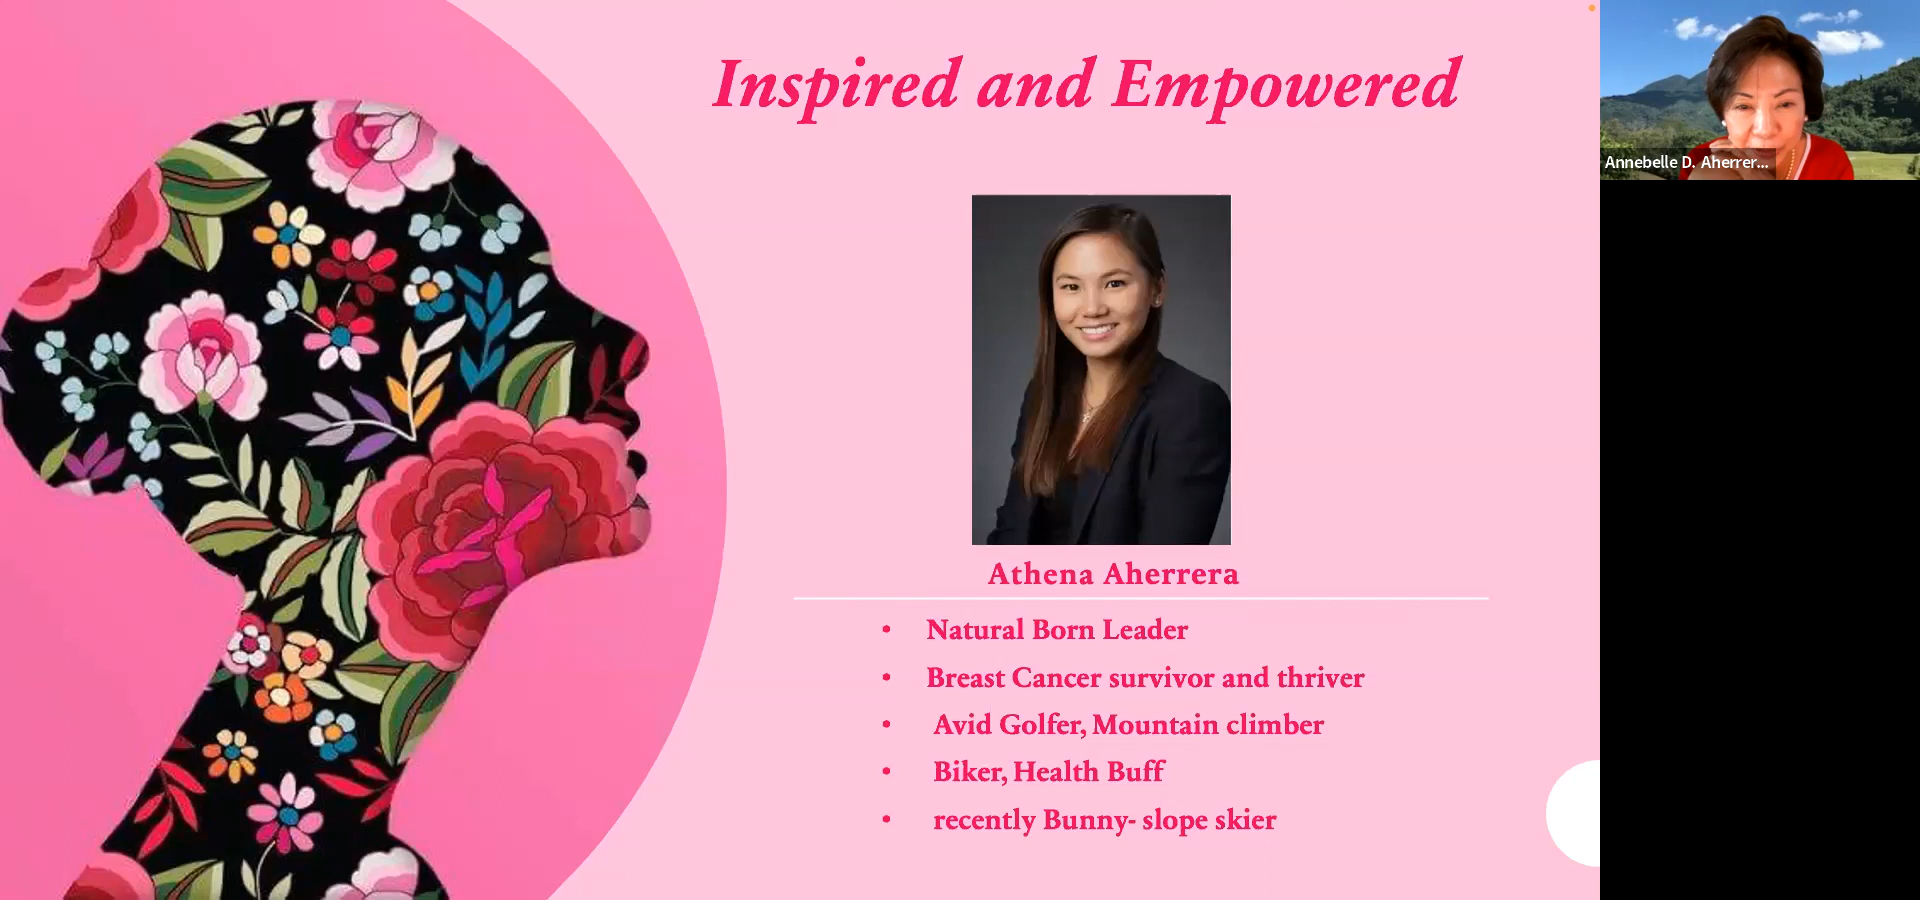 Inspired and Empowered
Annebelle D. Aherrer...
Athena Aherrera
• Natural Born Leader
• Breast Cancer survivor and thriver
• Avid Golfer, Mountain climber
• Biker, Health Buff
• recently Bunny- slope skier